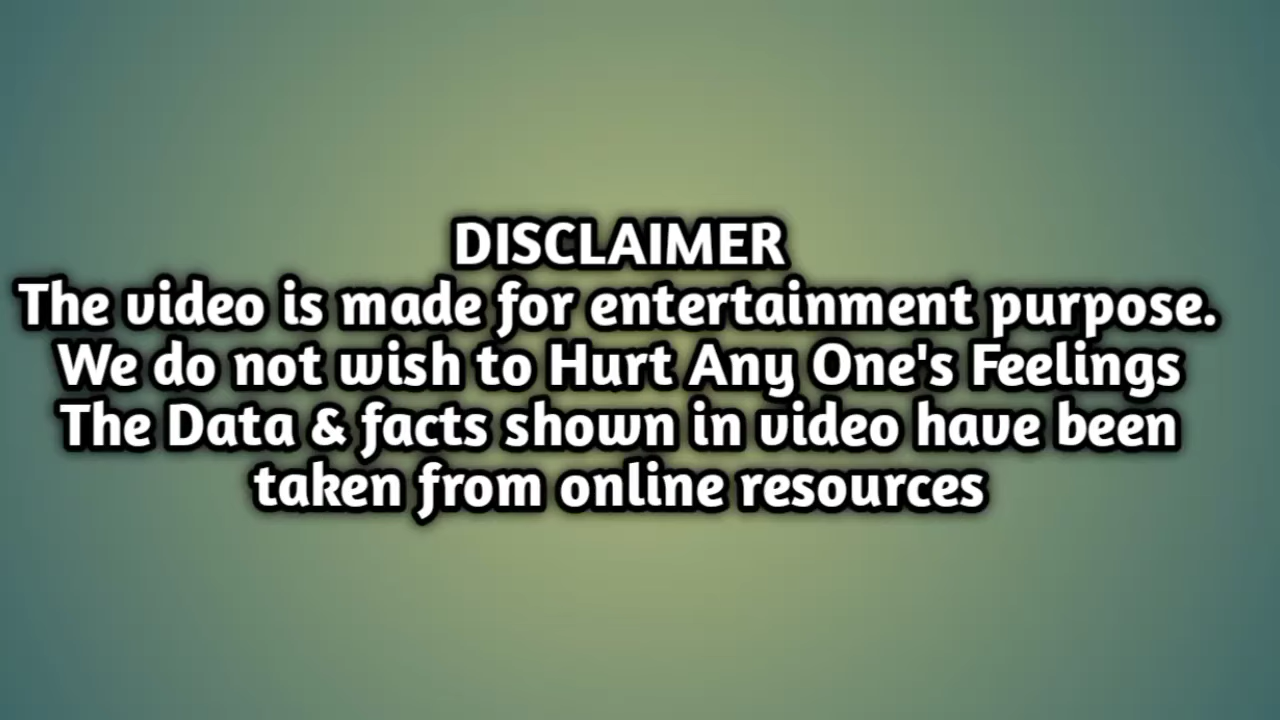 DISCLAIMER
The video is made for entertainment purpose.
We do not wish to Hurt Any One's Feelings
The Data & facts shown in video have been
taken from online resources